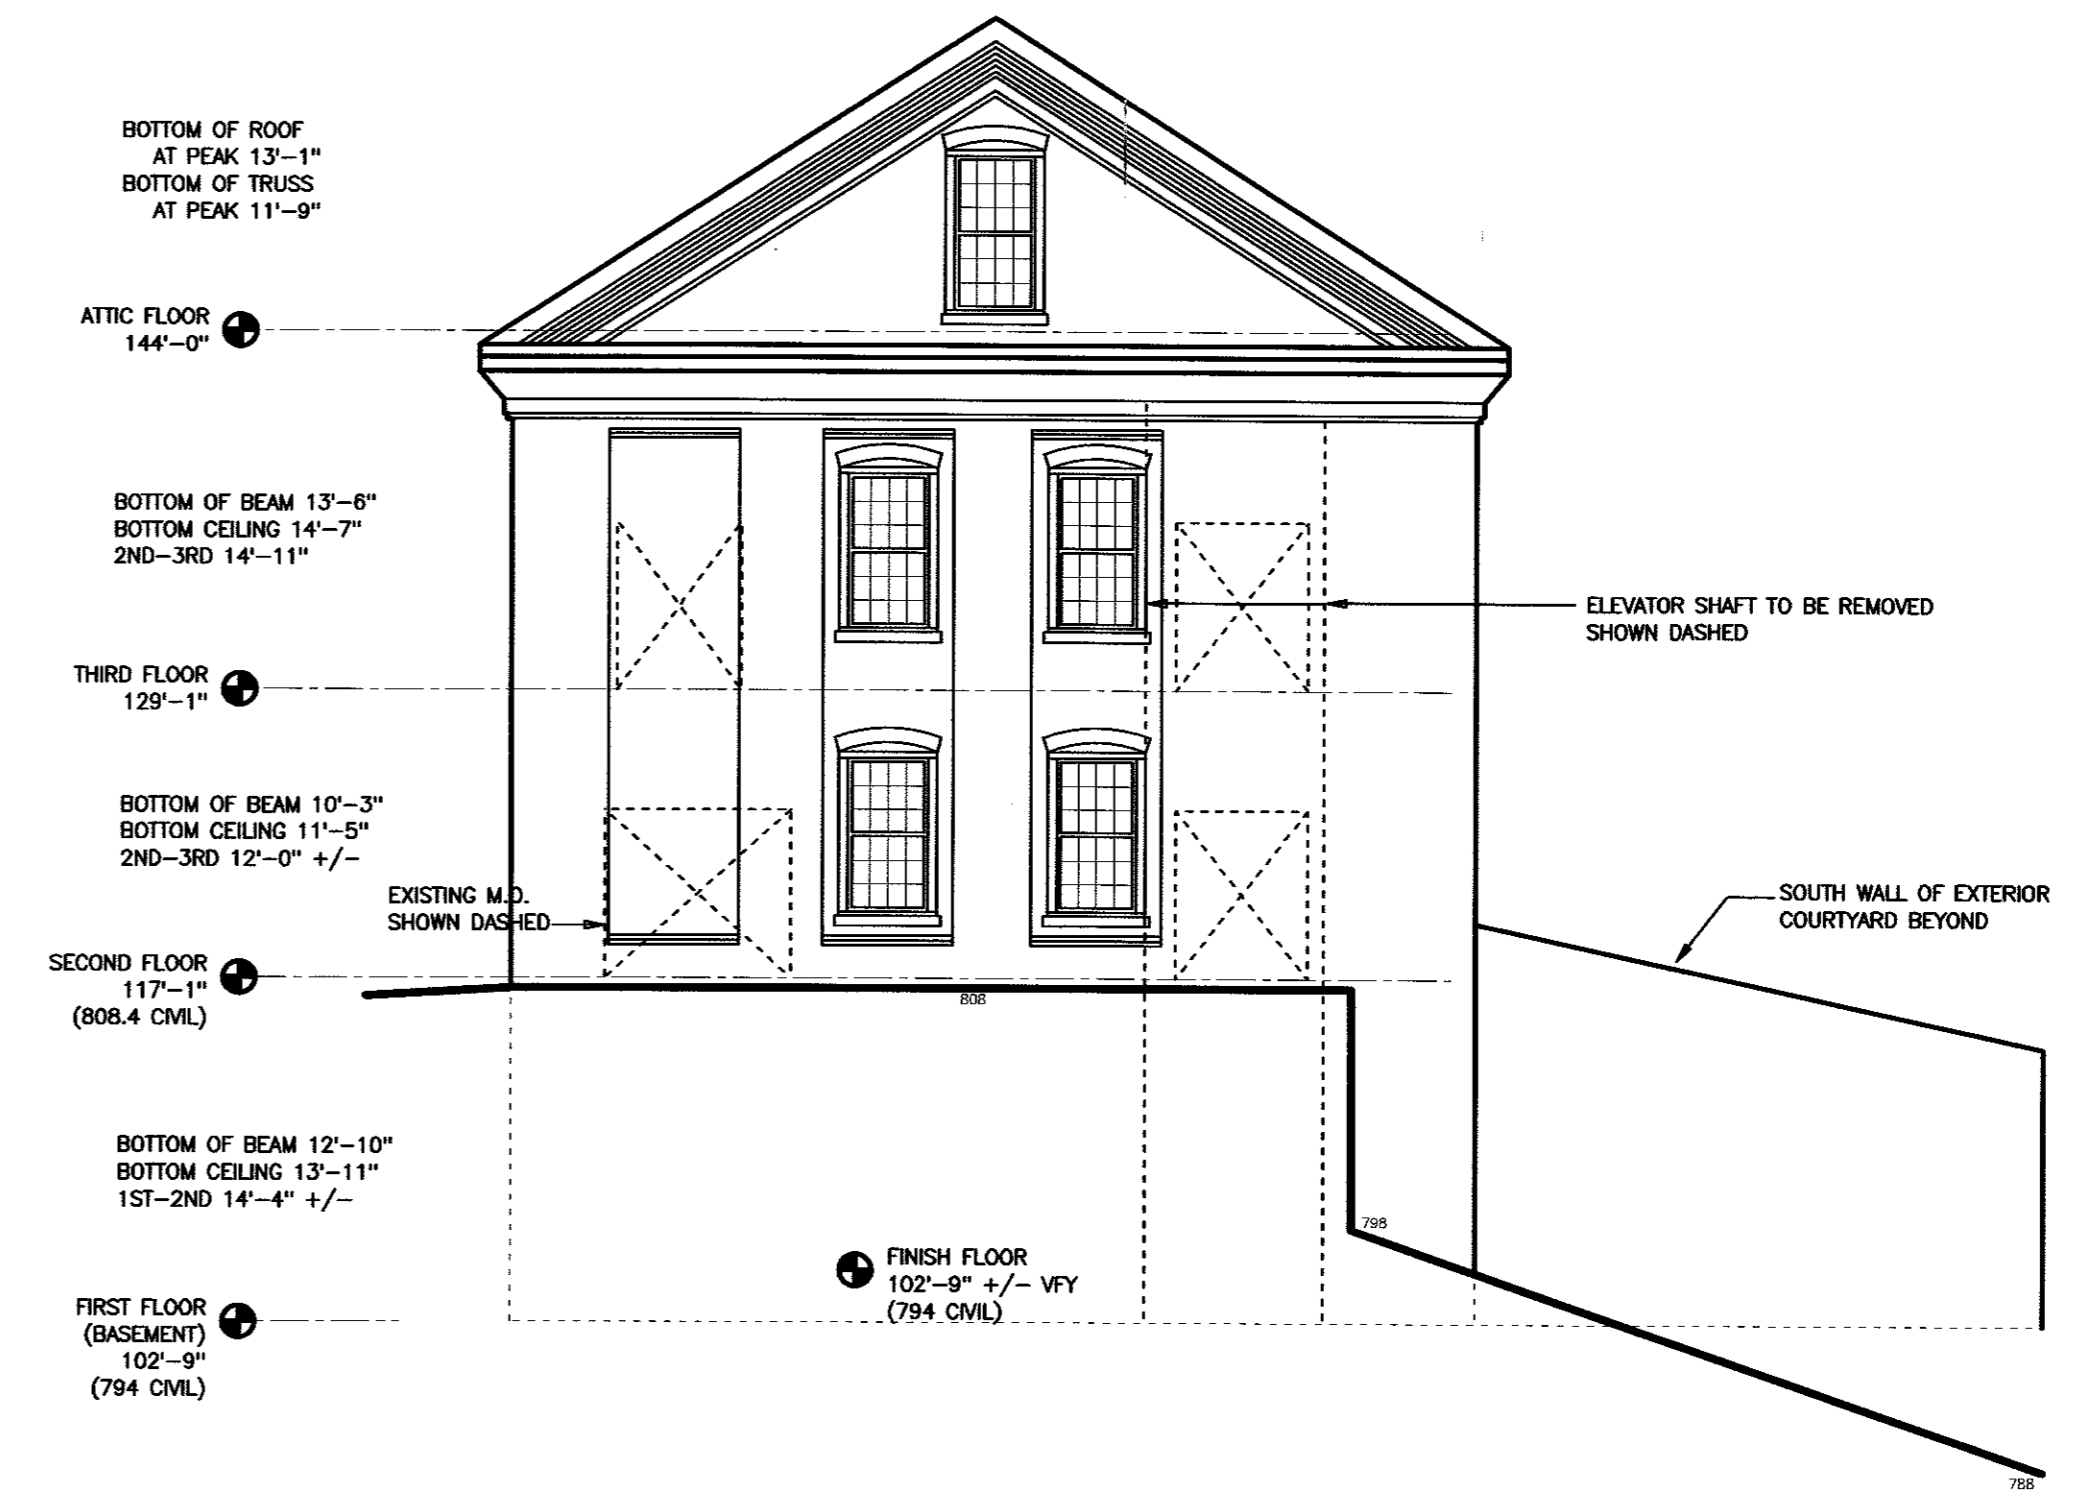 BOTTOM OF ROOF
AT PEAK 13'-1"
BOTTOM OF TRUSS
AT PEAK 11'-9"
ATTIC FLOOR
144'-0"
BOTTOM OF BEAM 13'-6"
BOTTOM CEILING 14'-7"
2ND-3RD 14'-11"
ELEVATOR SHAFT TO BE REMOVED
SHOWN DASHED
THIRD FLOOR
129'-1"
BOTTOM OF BEAM 10'-3"
BOTTOM CEILING 11'-5"
2ND-3RD 12'-0" +/-
EXISTING M.O.
SHOWN DASHED
SOUTH WALL OF EXTERIOR
COURTYARD BEYOND
SECOND FLOOR
117'-1"
(808.4 CIVIL)
808
BOTTOM OF BEAM 12'-10"
BOTTOM CEILING 13'-11"
1ST-2ND 14'-4" +/-
798
FINISH FLOOR
102'-9" +/- VFY
(794 CIVIL)
FIRST FLOOR
(BASEMENT)
102'-9"
(794 CIVIL)
788